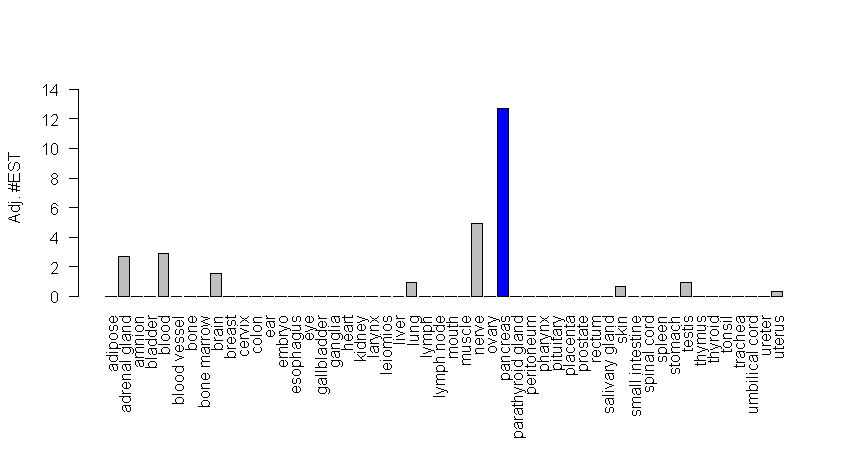 Adj. #EST
14
12
10
8
6
4
2
0
adipose
adrenal gland
amnion
bladder
blood
blood vessel
bone
bone marrow
brain
breast
cervix
colon
ear
embryo
esophagus
eye
gallbladder
ganglia
heart
kidney
larynx
leiomios
liver
lung
lymph
lymph node
mouth
muscle
nerve
ovary
pancreas
parathyroid gland
peritoneum
pharynx
pituitary
placenta
prostate
rectum
salivary gland
skin
small intestine
spinal cord
spleen
stomach
testis
thymus
thyroid
tonsil
trachea
umbilical cord
ureter
uterus